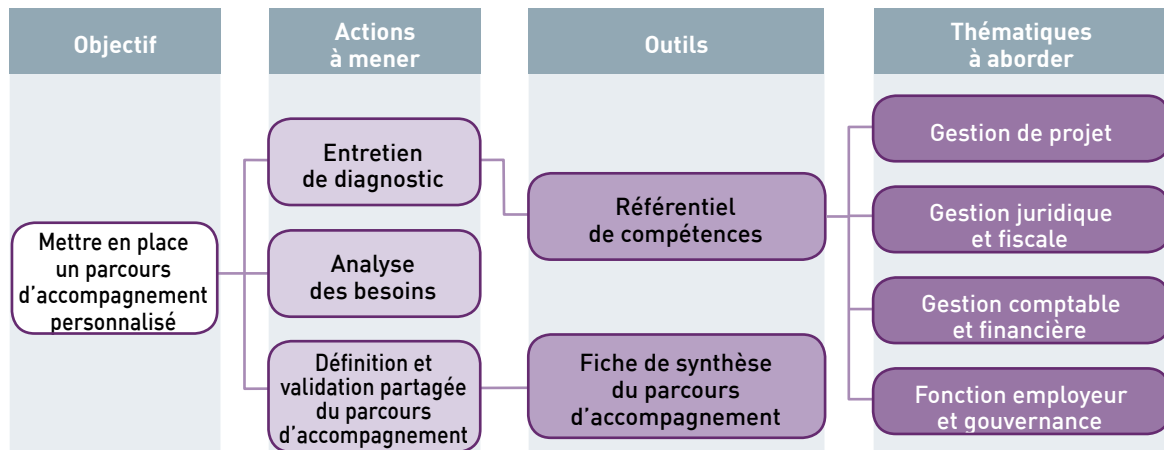 Objectif
Actions
à mener
Outils
Thématiques
à aborder
Mettre en place
un parcours
d’accompagnement
personnalisé
Entretien
de diagnostic
Analyse
des besoins
Définition et
validation partagée
du parcours
d’accompagnement
Référentiel
de compétences
Fiche de synthèse
du parcours
d’accompagnement
Gestion de projet
Gestion juridique
et fiscale
Gestion comptable
et financière
Fonction employeur
et gouvernance